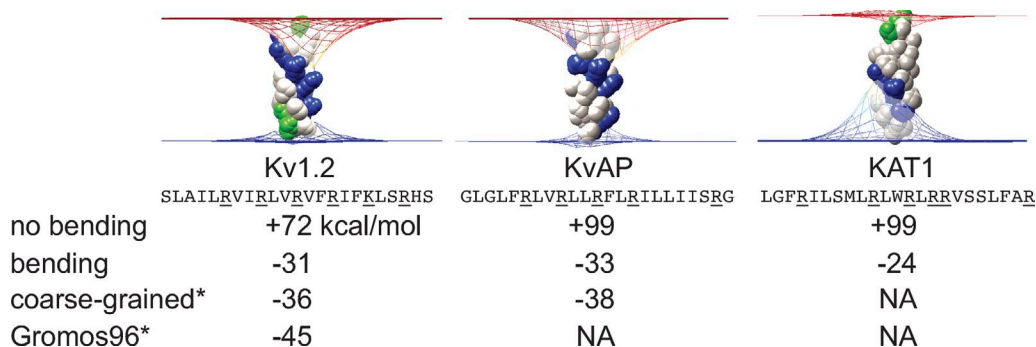 Kv1.2 KvAP KAT1
SLAILRVIRLVRVFRIFKLSRHS GLGLFRLVRLLRFLRILLIISRG LGFRILSMLRLWRLRRVSSLFAR
no bending +72 kcal/mol +99 +99
bending -31 -33 -24
coarse-grained* -36 -38 NA
Gromos96* -45 NA NA